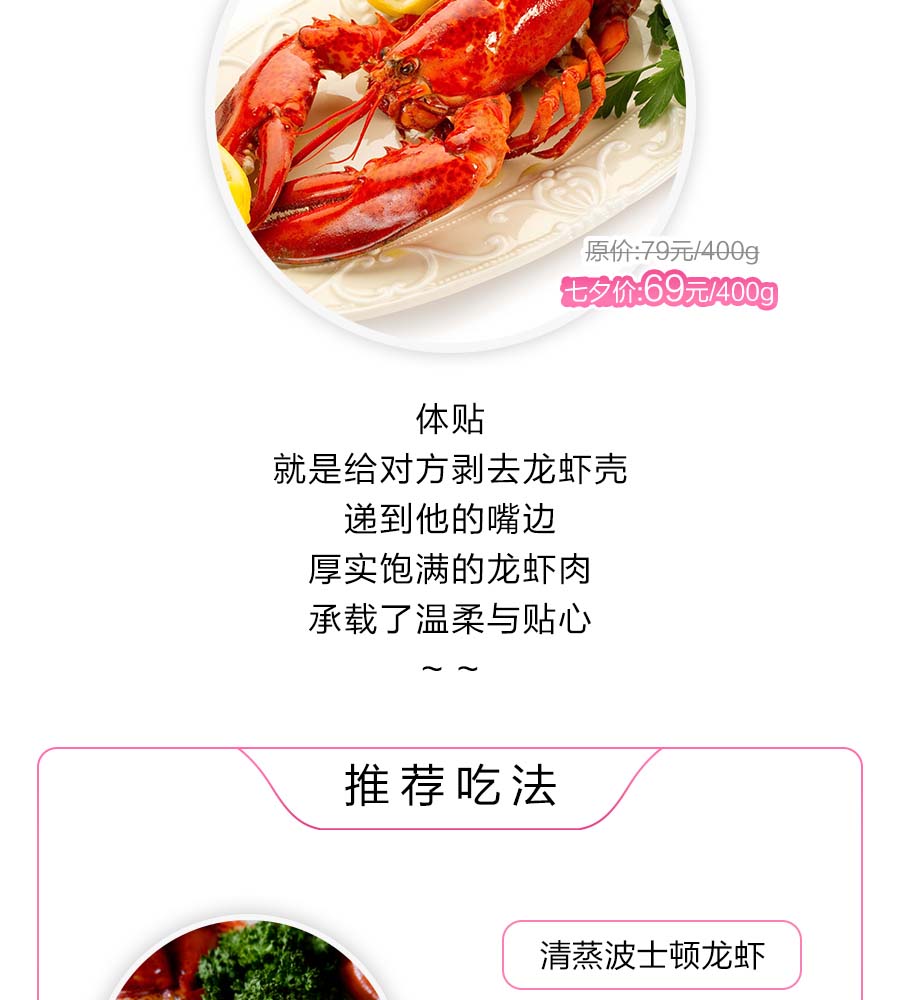 原价:79元/400g
七夕价:69元/400g
体贴
就是给对方剥去龙虾壳
递到他的嘴边
厚实饱满的龙虾肉
承载了温柔与贴心
~ ~
推荐吃法
清蒸波士顿龙虾